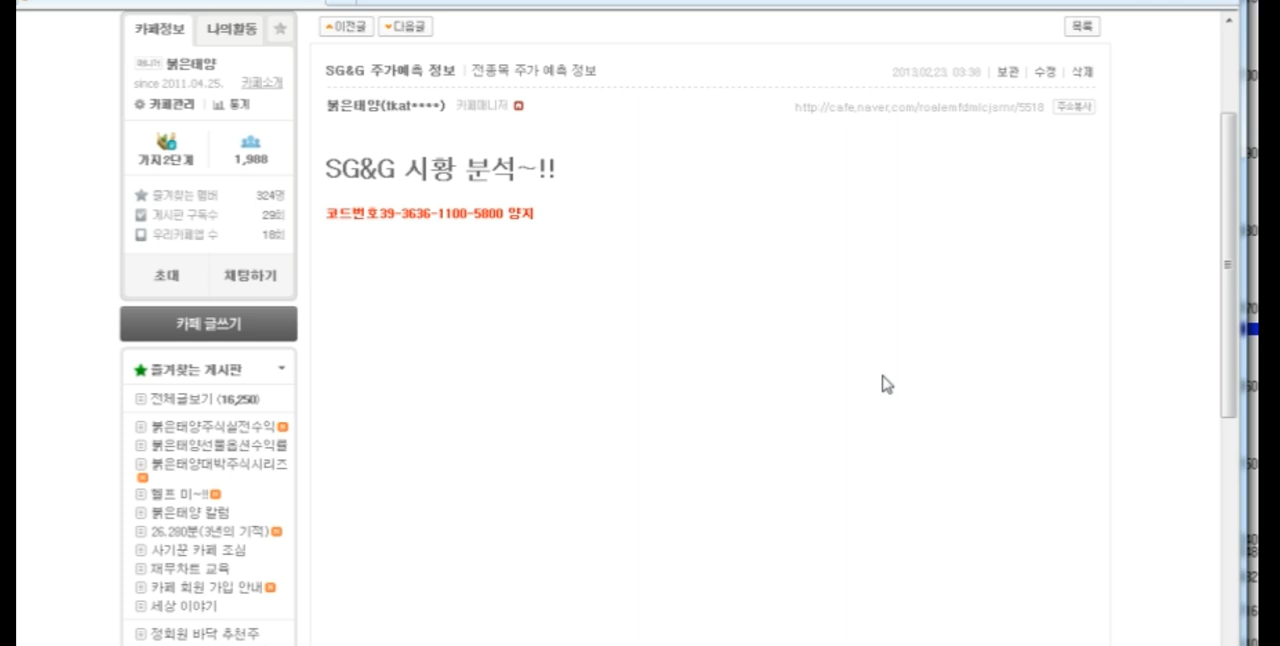 카페정보 나의활동
이전글 다음글 목록
매니저 붉은태양
since 2011.04.25. 카페소개
카페관리 통계
가지2단계 1,988
즐겨찾는 멤버 324명
게시판 구독수 29회
우리카페앱 수 18회
초대 채팅하기
카페 글쓰기
즐겨찾는 게시판
전체글보기 (16,250)
붉은태양주식실전수익
붉은태양선물옵션수익률
붉은태양대박주식시리즈
헬프 미~!!
붉은태양 칼럼
26.280분(3년의 기적)
사기꾼 카페 조심
재무차트 교육
카페 회원 가입 안내
세상 이야기
정회원 바닥 추천주
SG&G 주가예측 정보 전종목 주가 예측 정보
2013.02.23. 03:38 보관 수정 삭제
붉은태양(tkat****) 카페매니저
http://cafe.naver.com/roalemfdmlcjsrnr/5518 주소복사
SG&G 시황 분석~!!
코드번호39-3636-1100-5800 양지